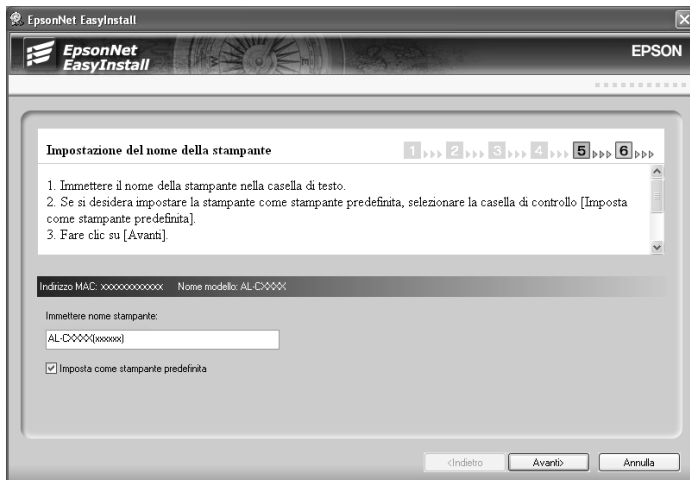 EpsonNet EasyInstall
EpsonNet
EasyInstall
EPSON
Impostazione del nome della stampante
1 2 3 4 5 6
1. Immettere il nome della stampante nella casella di testo.
2. Se si desidera impostare la stampante come stampante predefinita, selezionare la casella di controllo [Imposta
come stampante predefinita].
3. Fare clic su [Avanti].
Indirizzo MAC: xxxxxxxxxxxx Nome modello: AL-CXXXX
Immettere nome stampante:
AL-CXXXX(xxxxxx)
Imposta come stampante predefinita
<Indietro Avanti> Annulla